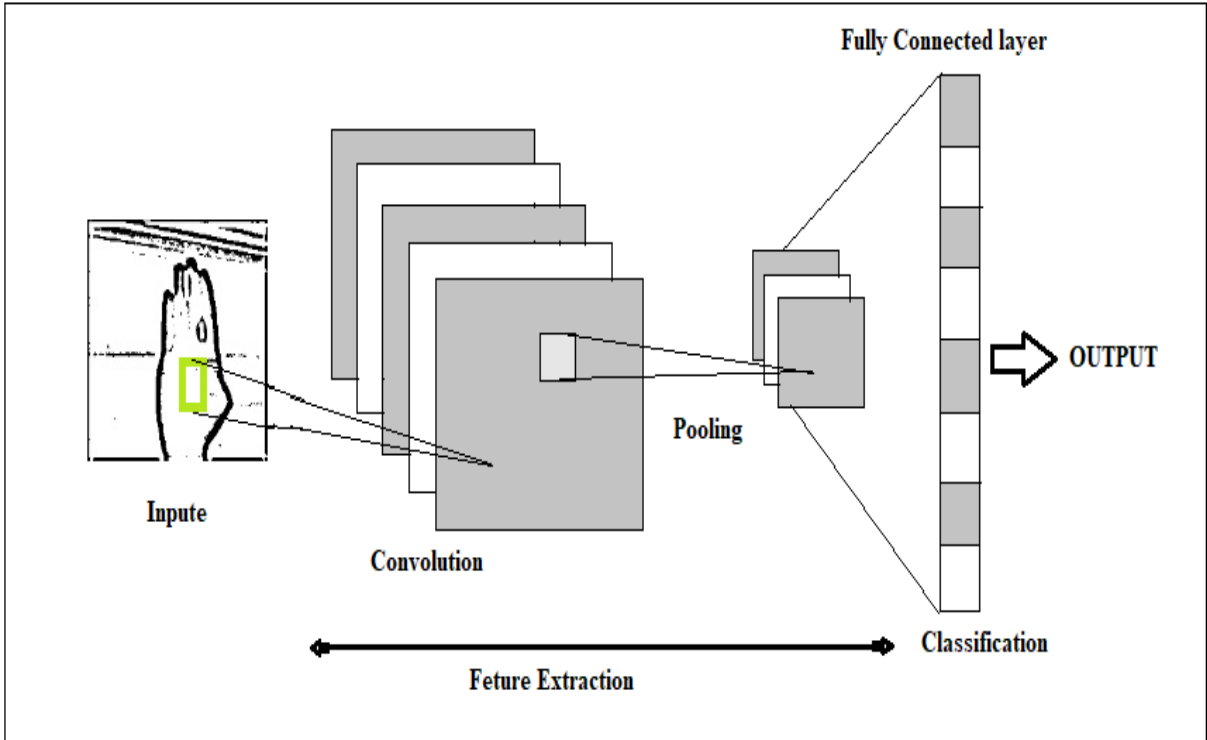 Fully Connected layer
OUTPUT
Pooling
Inpute
Convolution
Classification
Feture Extraction